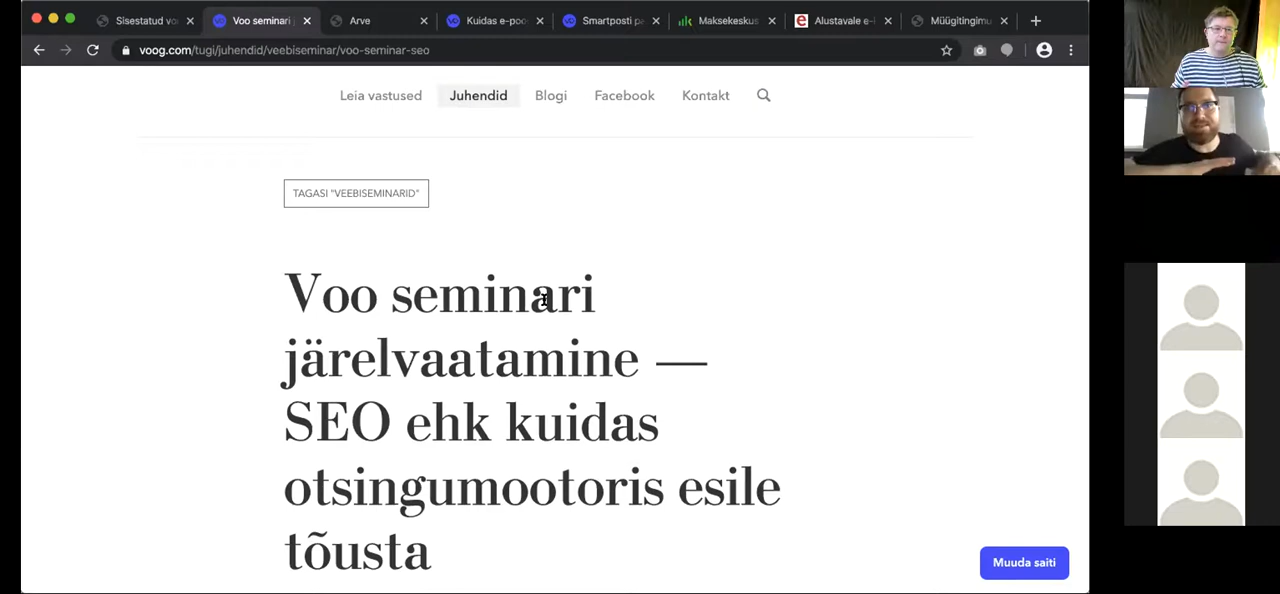 Sisestatud vo
Voo seminari j
Arve
Kuidas e-poo
Smartposti pa
Maksekeskus
Alustavale e-
Müügitingimu
voog.com/tugi/juhendid/veebiseminar/voo-seminar-seo
Leia vastused
Juhendid
Blogi
Facebook
Kontakt
TAGASI "VEEBISEMINARID"
Voo seminari
järelvaatamine —
SEO ehk kuidas
otsingumootoris esile
tõusta
Muuda saiti